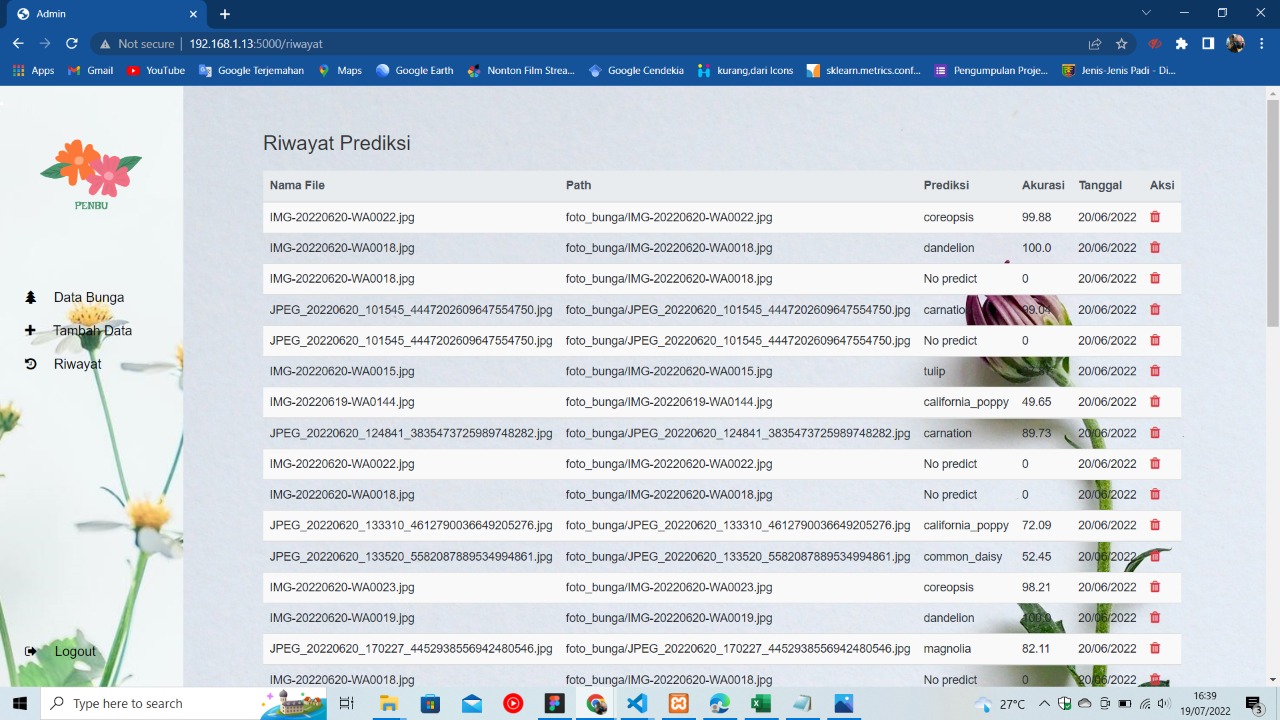 Admin
Not secure 192.168.1.13:5000/riwayat
Apps Gmail YouTube Google Terjemahan Maps Google Earth Nonton Film Strea... Google Cendekia kurang,dari Icons sklearn.metrics.conf... Pengumpulan Proje... Jenis-Jenis Padi - Di...
PENBU
Data Bunga
Tambah Data
Riwayat
Logout
Riwayat Prediksi
Nama File Path Prediksi Akurasi Tanggal Aksi
IMG-20220620-WA0022.jpg foto_bunga/IMG-20220620-WA0022.jpg coreopsis 99.88 20/06/2022
IMG-20220620-WA0018.jpg foto_bunga/IMG-20220620-WA0018.jpg dandelion 100.0 20/06/2022
IMG-20220620-WA0018.jpg foto_bunga/IMG-20220620-WA0018.jpg No predict 0 20/06/2022
JPEG_20220620_101545_4447202609647554750.jpg foto_bunga/JPEG_20220620_101545_4447202609647554750.jpg carnation 99.04 20/06/2022
JPEG_20220620_101545_4447202609647554750.jpg foto_bunga/JPEG_20220620_101545_4447202609647554750.jpg No predict 0 20/06/2022
IMG-20220620-WA0015.jpg foto_bunga/IMG-20220620-WA0015.jpg tulip 20/06/2022
IMG-20220619-WA0144.jpg foto_bunga/IMG-20220619-WA0144.jpg california_poppy 49.65 20/06/2022
JPEG_20220620_124841_3835473725989748282.jpg foto_bunga/JPEG_20220620_124841_3835473725989748282.jpg carnation 89.73 20/06/2022
IMG-20220620-WA0022.jpg foto_bunga/IMG-20220620-WA0022.jpg No predict 0 20/06/2022
IMG-20220620-WA0018.jpg foto_bunga/IMG-20220620-WA0018.jpg No predict 0 20/06/2022
JPEG_20220620_133310_4612790036649205276.jpg foto_bunga/JPEG_20220620_133310_4612790036649205276.jpg california_poppy 72.09 20/06/2022
JPEG_20220620_133520_5582087889534994861.jpg foto_bunga/JPEG_20220620_133520_5582087889534994861.jpg common_daisy 52.45 20/06/2022
IMG-20220620-WA0023.jpg foto_bunga/IMG-20220620-WA0023.jpg coreopsis 98.21 20/06/2022
IMG-20220620-WA0019.jpg foto_bunga/IMG-20220620-WA0019.jpg dandelion 100.0 20/06/2022
JPEG_20220620_170227_4452938556942480546.jpg foto_bunga/JPEG_20220620_170227_4452938556942480546.jpg magnolia 82.11 20/06/2022
IMG-20220620-WA0018.jpg foto_bunga/IMG-20220620-WA0018.jpg No predict 0 20/06/2022
Type here to search
27°C
16:39
19/07/2022
3